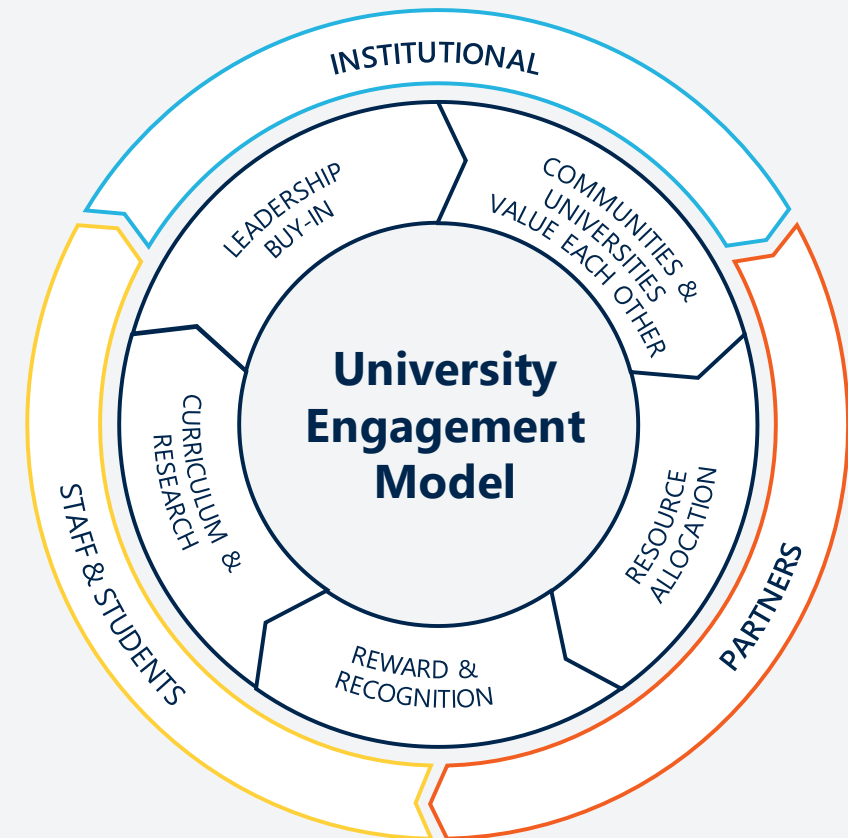 INSTITUTIONAL
LEADERSHIP
BUY-IN
COMMUNITIES &
UNIVERSITIES
VALUE EACH OTHER
University
Engagement
Model
CURRICULUM &
RESEARCH
RESOURCE
ALLOCATION
REWARD &
RECOGNITION
STAFF & STUDENTS
PARTNERS